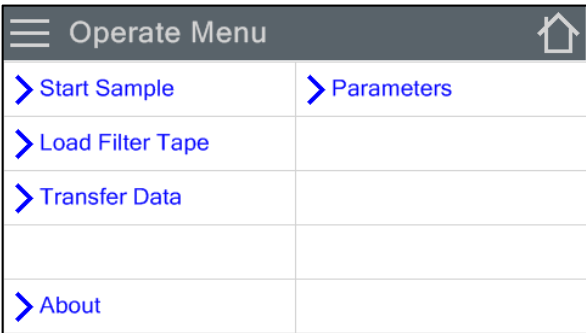 Operate Menu
Start Sample
Parameters
Load Filter Tape
Transfer Data
About